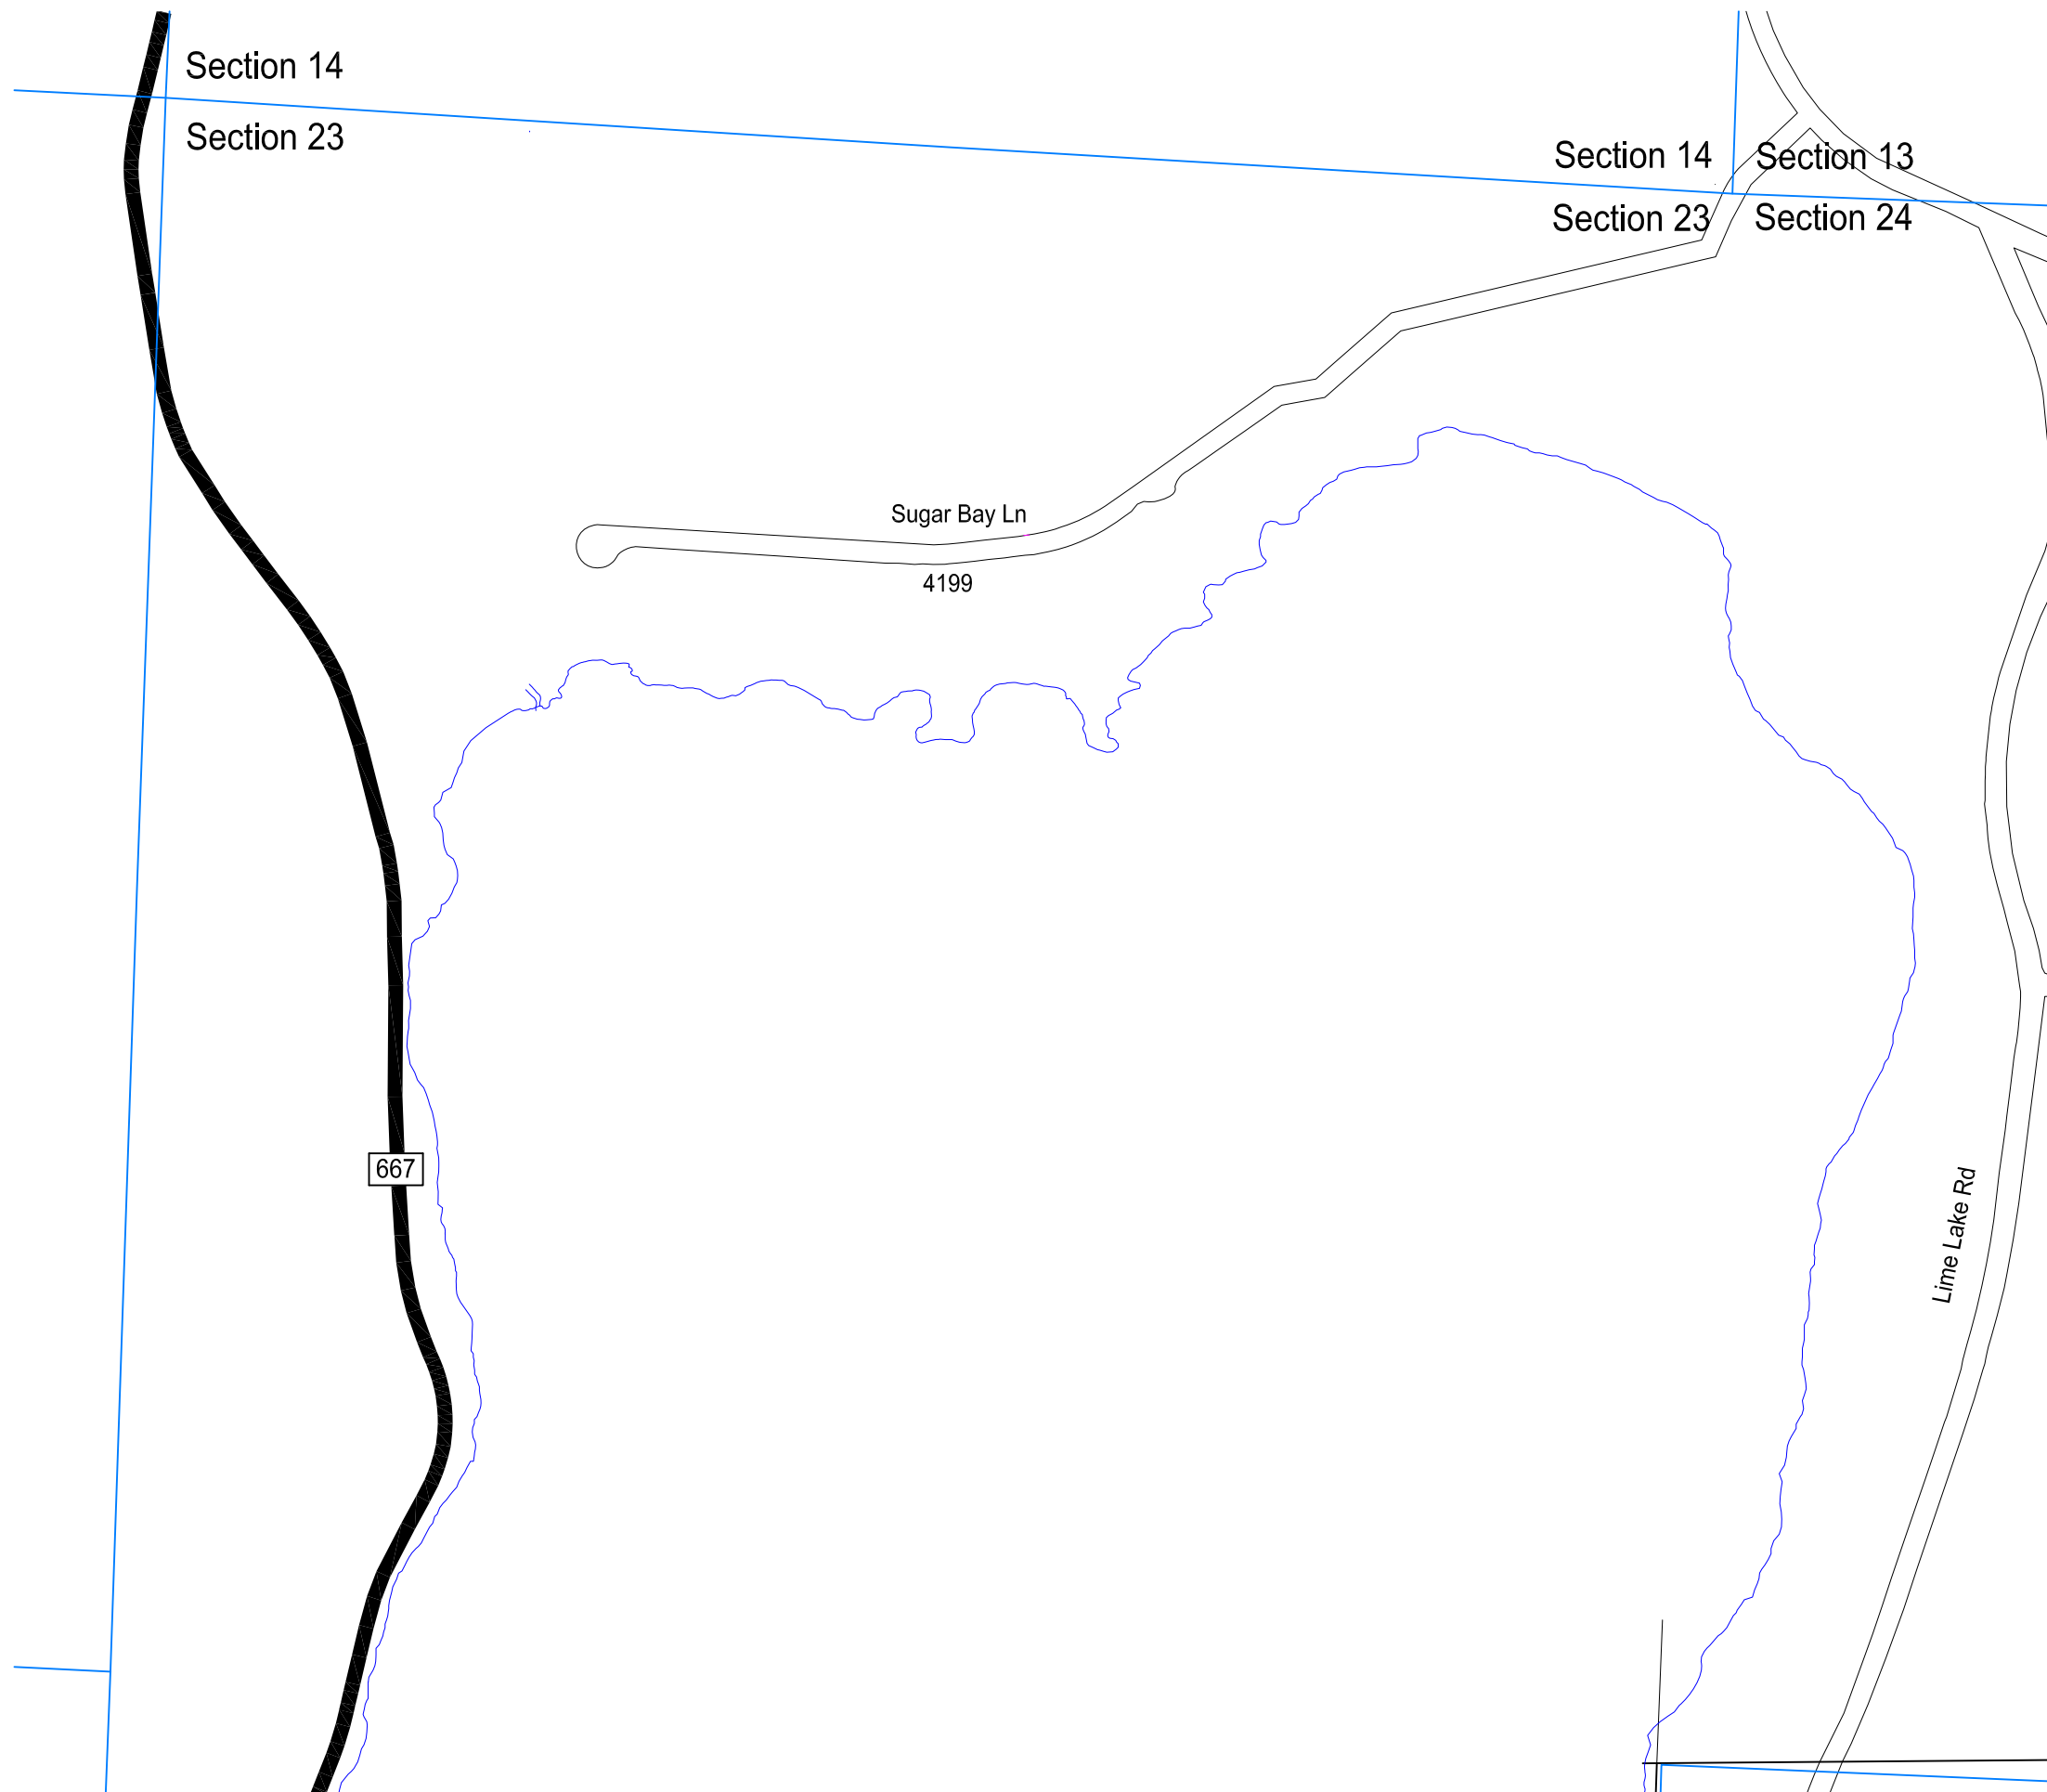 Section 14
Section 23
Section 14
Section 13
Section 23
Section 24
Sugar Bay Ln
4199
667
Lime Lake Rd